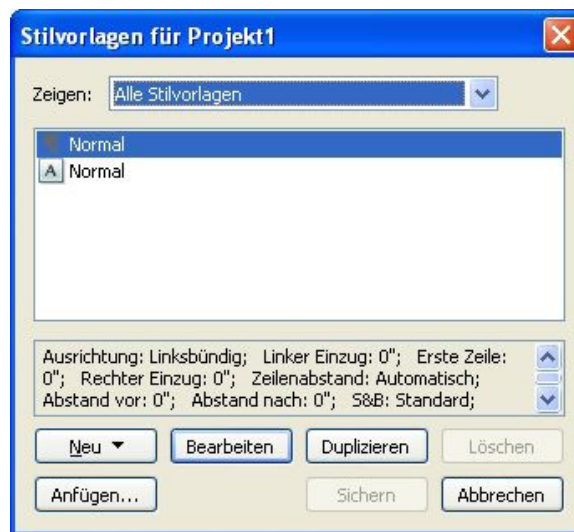 Stilvorlagen für Projekt1
Zeigen: Alle Stilvorlagen
Normal
A Normal
Ausrichtung: Linksbündig; Linker Einzug: 0"; Erste Zeile:
0"; Rechter Einzug: 0"; Zeilenabstand: Automatisch;
Abstand vor: 0"; Abstand nach: 0"; S&B: Standard;
Neu Bearbeiten Duplizieren Löschen
Anfügen... Sichern Abbrechen